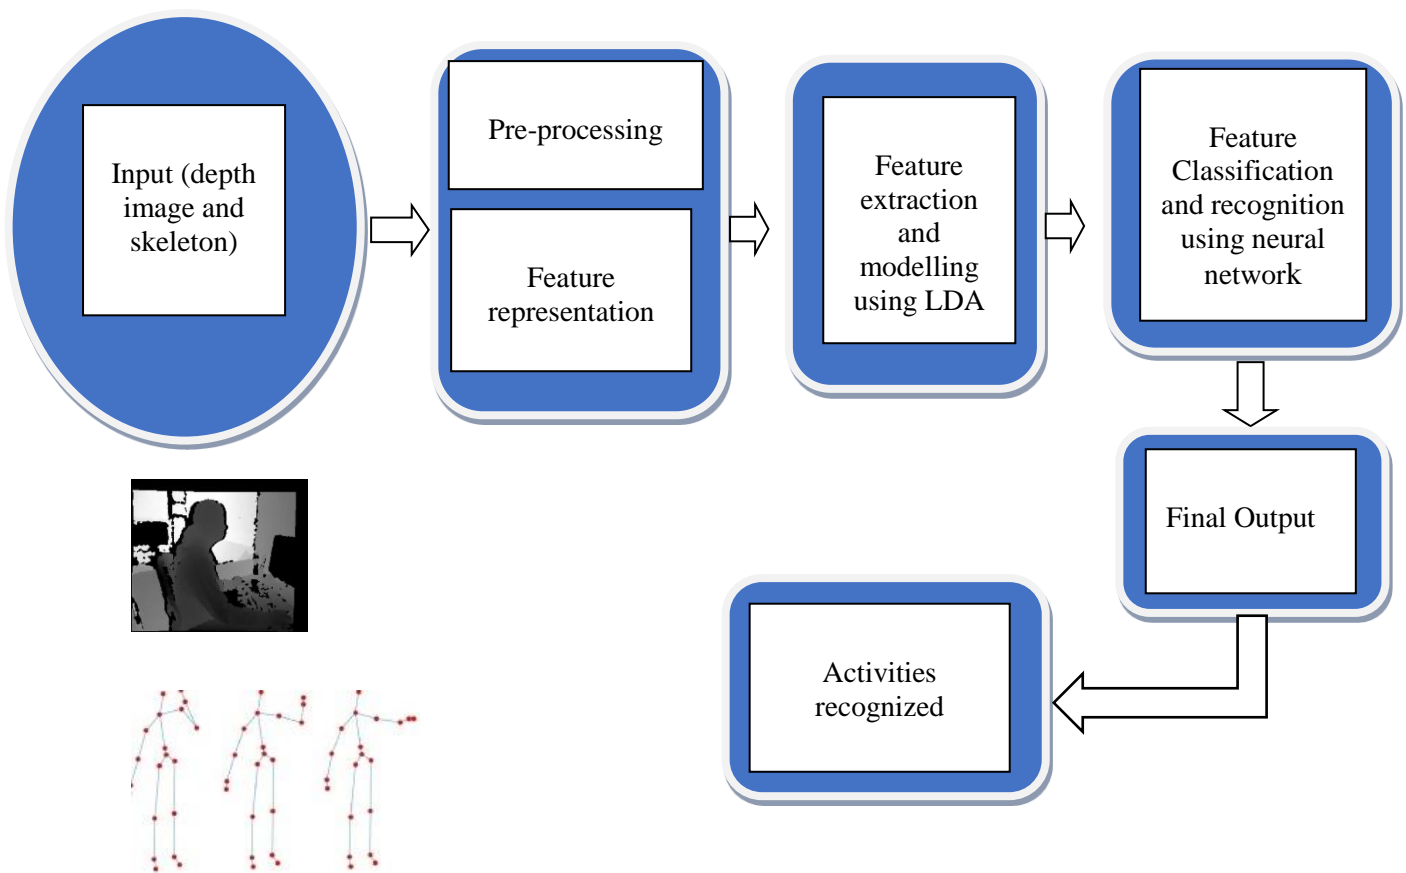 Input (depth
image and
skeleton)
Pre-processing
Feature
representation
Feature
extraction
and
modelling
using LDA
Feature
Classification
and recognition
using neural
network
Final Output
Activities
recognized